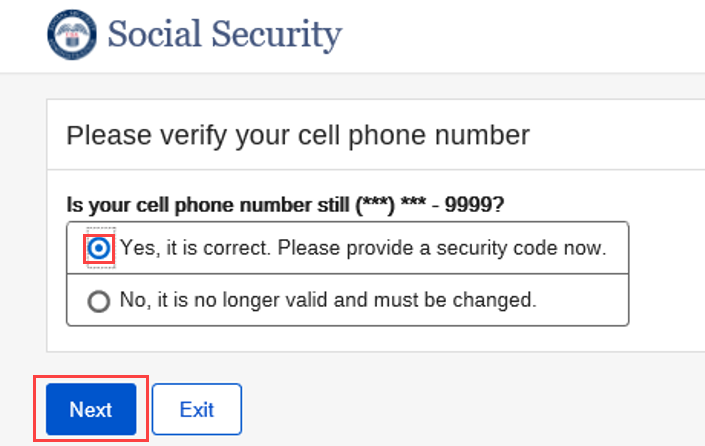 Social Security
Please verify your cell phone number
Is your cell phone number still (***) *** - 9999?
Yes, it is correct. Please provide a security code now.
No, it is no longer valid and must be changed.
Next
Exit